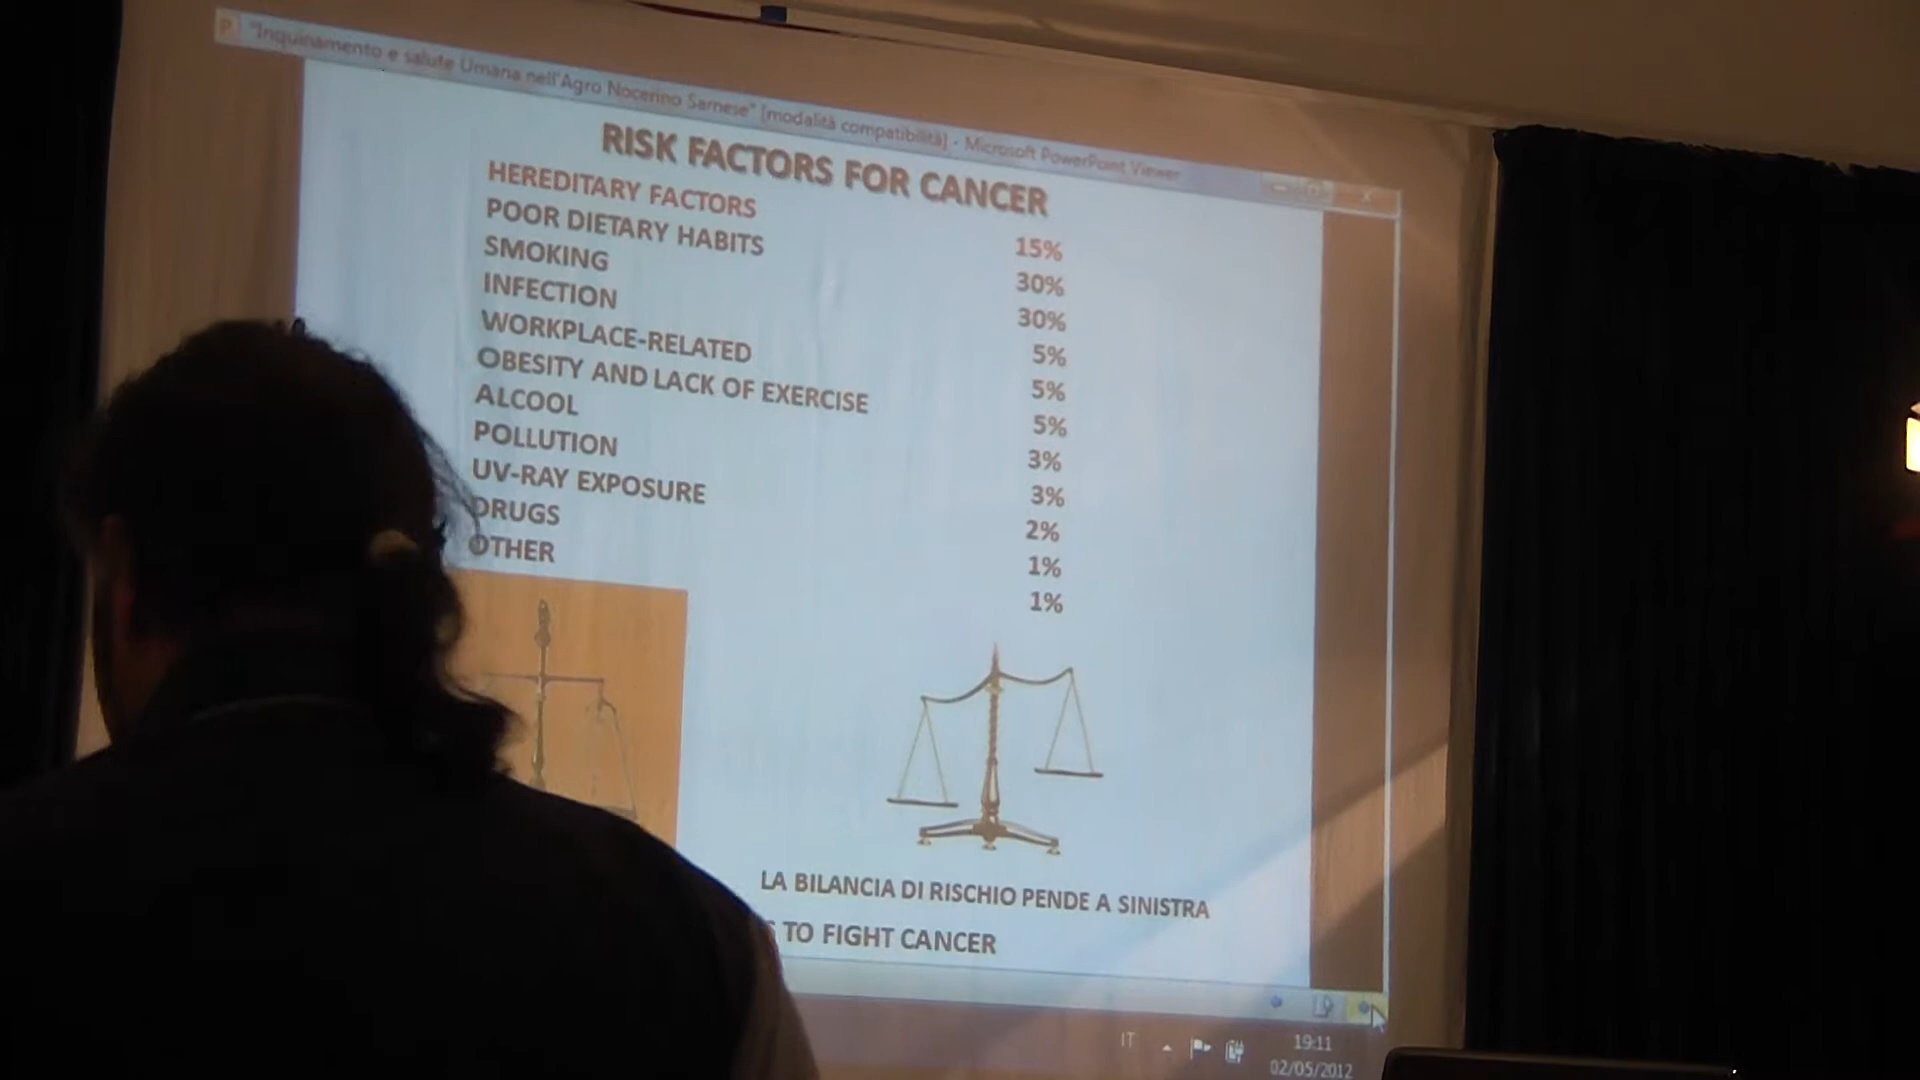 "Inquinamento e salute Umana nell'Agro Nocerino Sarnese" [modalità compatibilità] - Microsoft PowerPoint Viewer
RISK FACTORS FOR CANCER
HEREDITARY FACTORS 15%
POOR DIETARY HABITS 30%
SMOKING 30%
INFECTION 5%
WORKPLACE-RELATED 5%
OBESITY AND LACK OF EXERCISE 5%
ALCOOL 3%
POLLUTION 3%
UV-RAY EXPOSURE 2%
DRUGS 1%
OTHER 1%
LA BILANCIA DI RISCHIO PENDE A SINISTRA
TO FIGHT CANCER
IT
19:11
02/05/2012